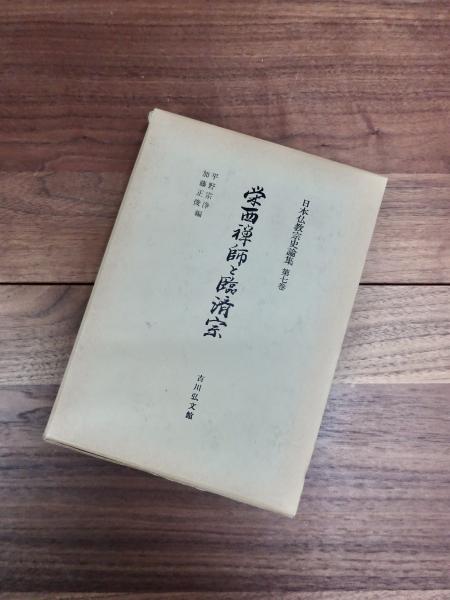 日本仏教宗史論集 第七巻
栄西禅師と臨済宗
平野宗浄
加藤正俊 編
吉川弘文館